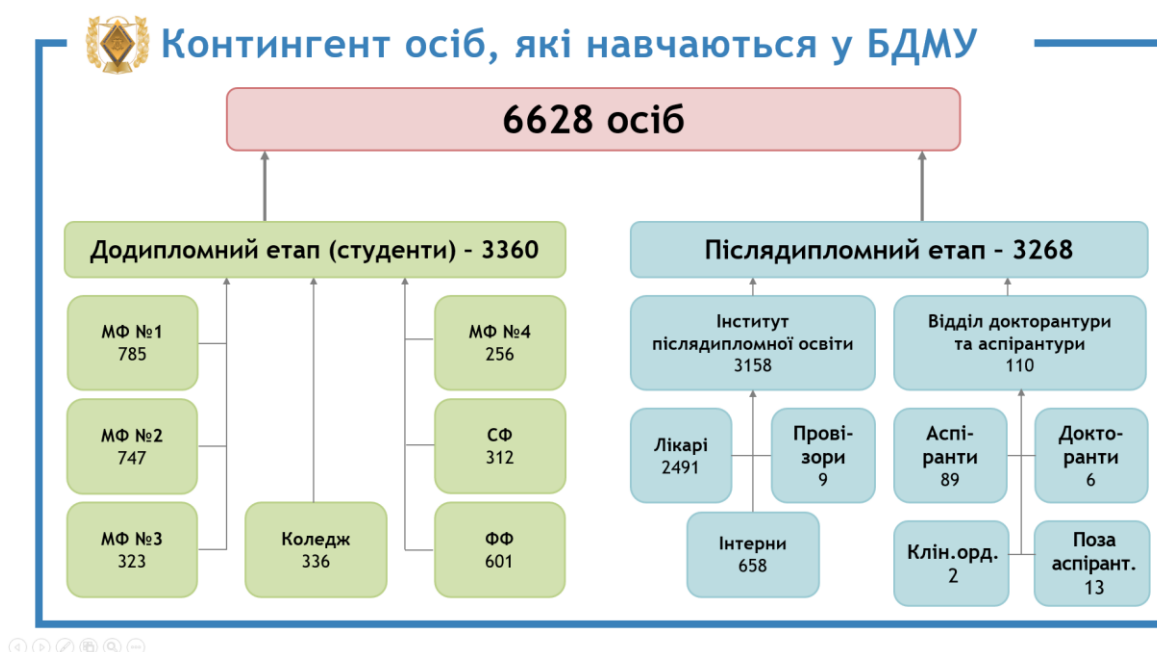 Контингент осіб, які навчаються у БДМУ
6628 осіб
Додипломний етап (студенти) – 3360
МФ №1
785
МФ №2
747
МФ №3
323
Коледж
336
МФ №4
256
СФ
312
ФФ
601
Післядипломний етап – 3268
Інститут
післядипломної освіти
3158
Лікарі
2491
Прові-
зори
9
Інтерни
658
Відділ докторантури
та аспірантури
110
Аспі-
ранти
89
Докто-
ранти
6
Клін.орд.
2
Поза
аспірант.
13